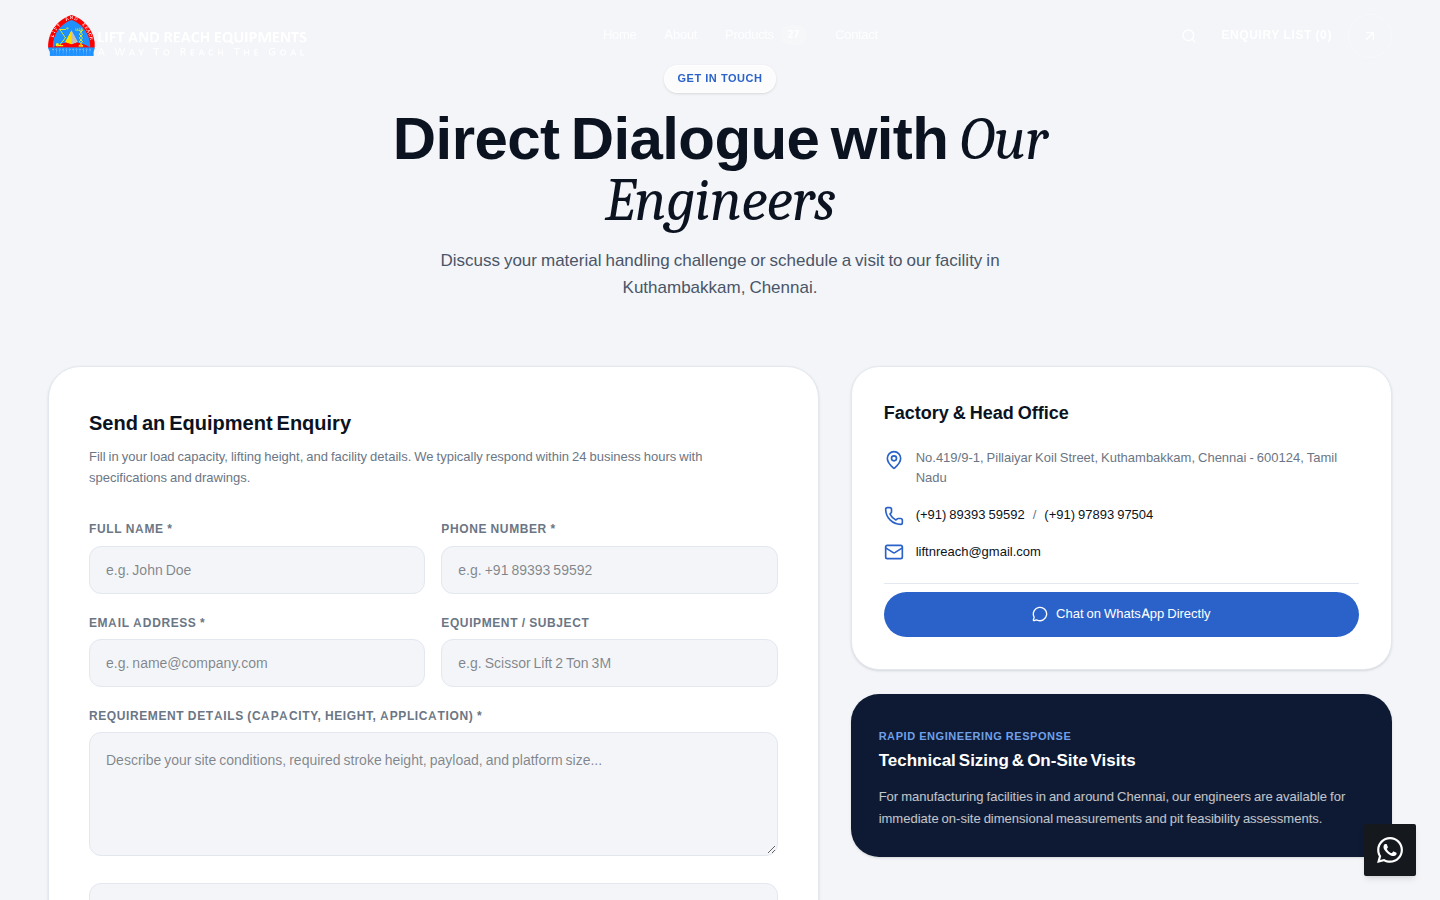 LIFT AND REACH EQUIPMENTS
A Way To Reach The Goal
Home About Products 27 Contact
ENQUIRY LIST (0)
GET IN TOUCH
Direct Dialogue with Our
Engineers
Discuss your material handling challenge or schedule a visit to our facility in
Kuthambakkam, Chennai.
Send an Equipment Enquiry
Fill in your load capacity, lifting height, and facility details. We typically respond within 24 business hours with
specifications and drawings.
FULL NAME *
PHONE NUMBER *
e.g. John Doe
e.g. +91 89393 59592
EMAIL ADDRESS *
EQUIPMENT / SUBJECT
e.g. name@company.com
e.g. Scissor Lift 2 Ton 3M
REQUIREMENT DETAILS (CAPACITY, HEIGHT, APPLICATION) *
Describe your site conditions, required stroke height, payload, and platform size...
Factory & Head Office
No.419/9-1, Pillaiyar Koil Street, Kuthambakkam, Chennai - 600124, Tamil
Nadu
(+91) 89393 59592 / (+91) 97893 97504
liftnreach@gmail.com
Chat on WhatsApp Directly
RAPID ENGINEERING RESPONSE
Technical Sizing & On-Site Visits
For manufacturing facilities in and around Chennai, our engineers are available for
immediate on-site dimensional measurements and pit feasibility assessments.